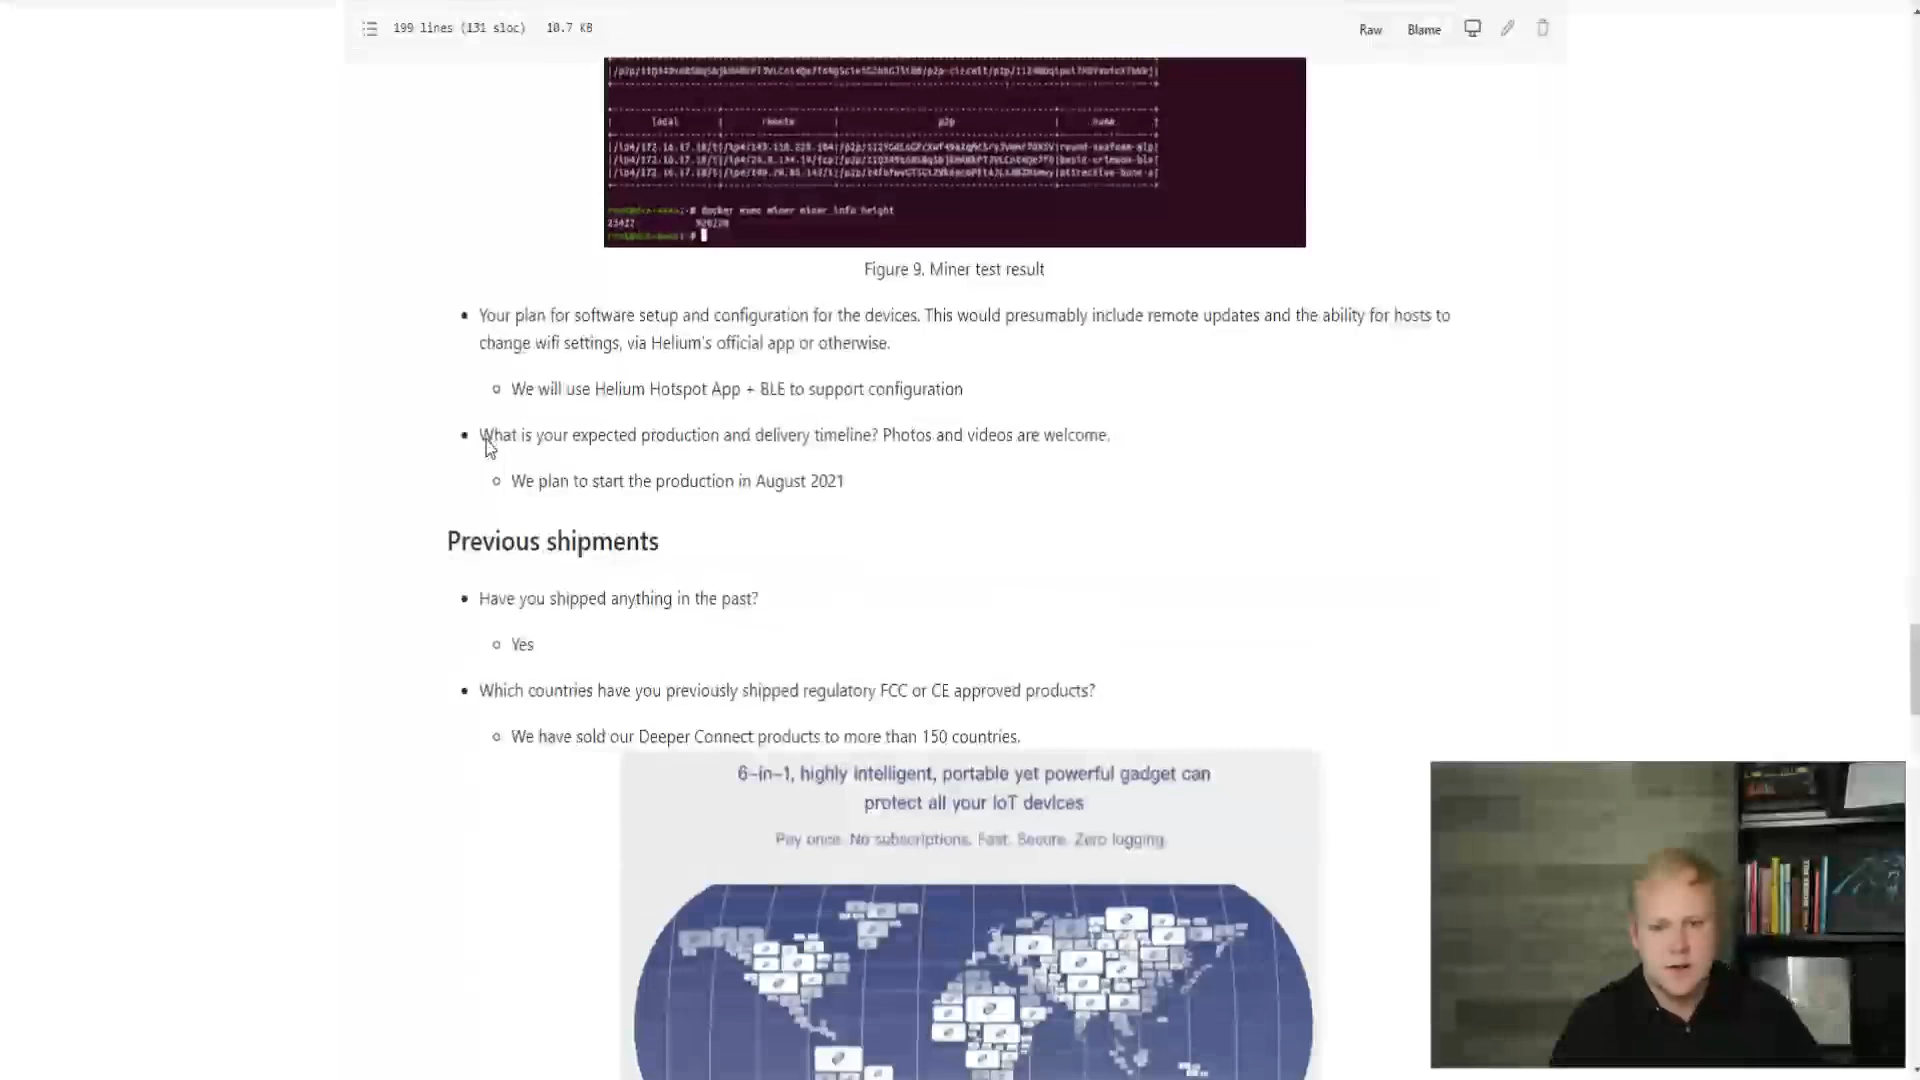 199 lines (131 sloc) 10.7 KB
Raw Blame
local remote p2p name
docker exec miner miner info height
Figure 9. Miner test result
Your plan for software setup and configuration for the devices. This would presumably include remote updates and the ability for hosts to
change wifi settings, via Helium's official app or otherwise.
We will use Helium Hotspot App + BLE to support configuration
What is your expected production and delivery timeline? Photos and videos are welcome.
We plan to start the production in August 2021
Previous shipments
Have you shipped anything in the past?
Yes
Which countries have you previously shipped regulatory FCC or CE approved products?
We have sold our Deeper Connect products to more than 150 countries.
6-in-1, highly intelligent, portable yet powerful gadget can
protect all your IoT devices
Pay once. No subscriptions. Fast. Secure. Zero logging.